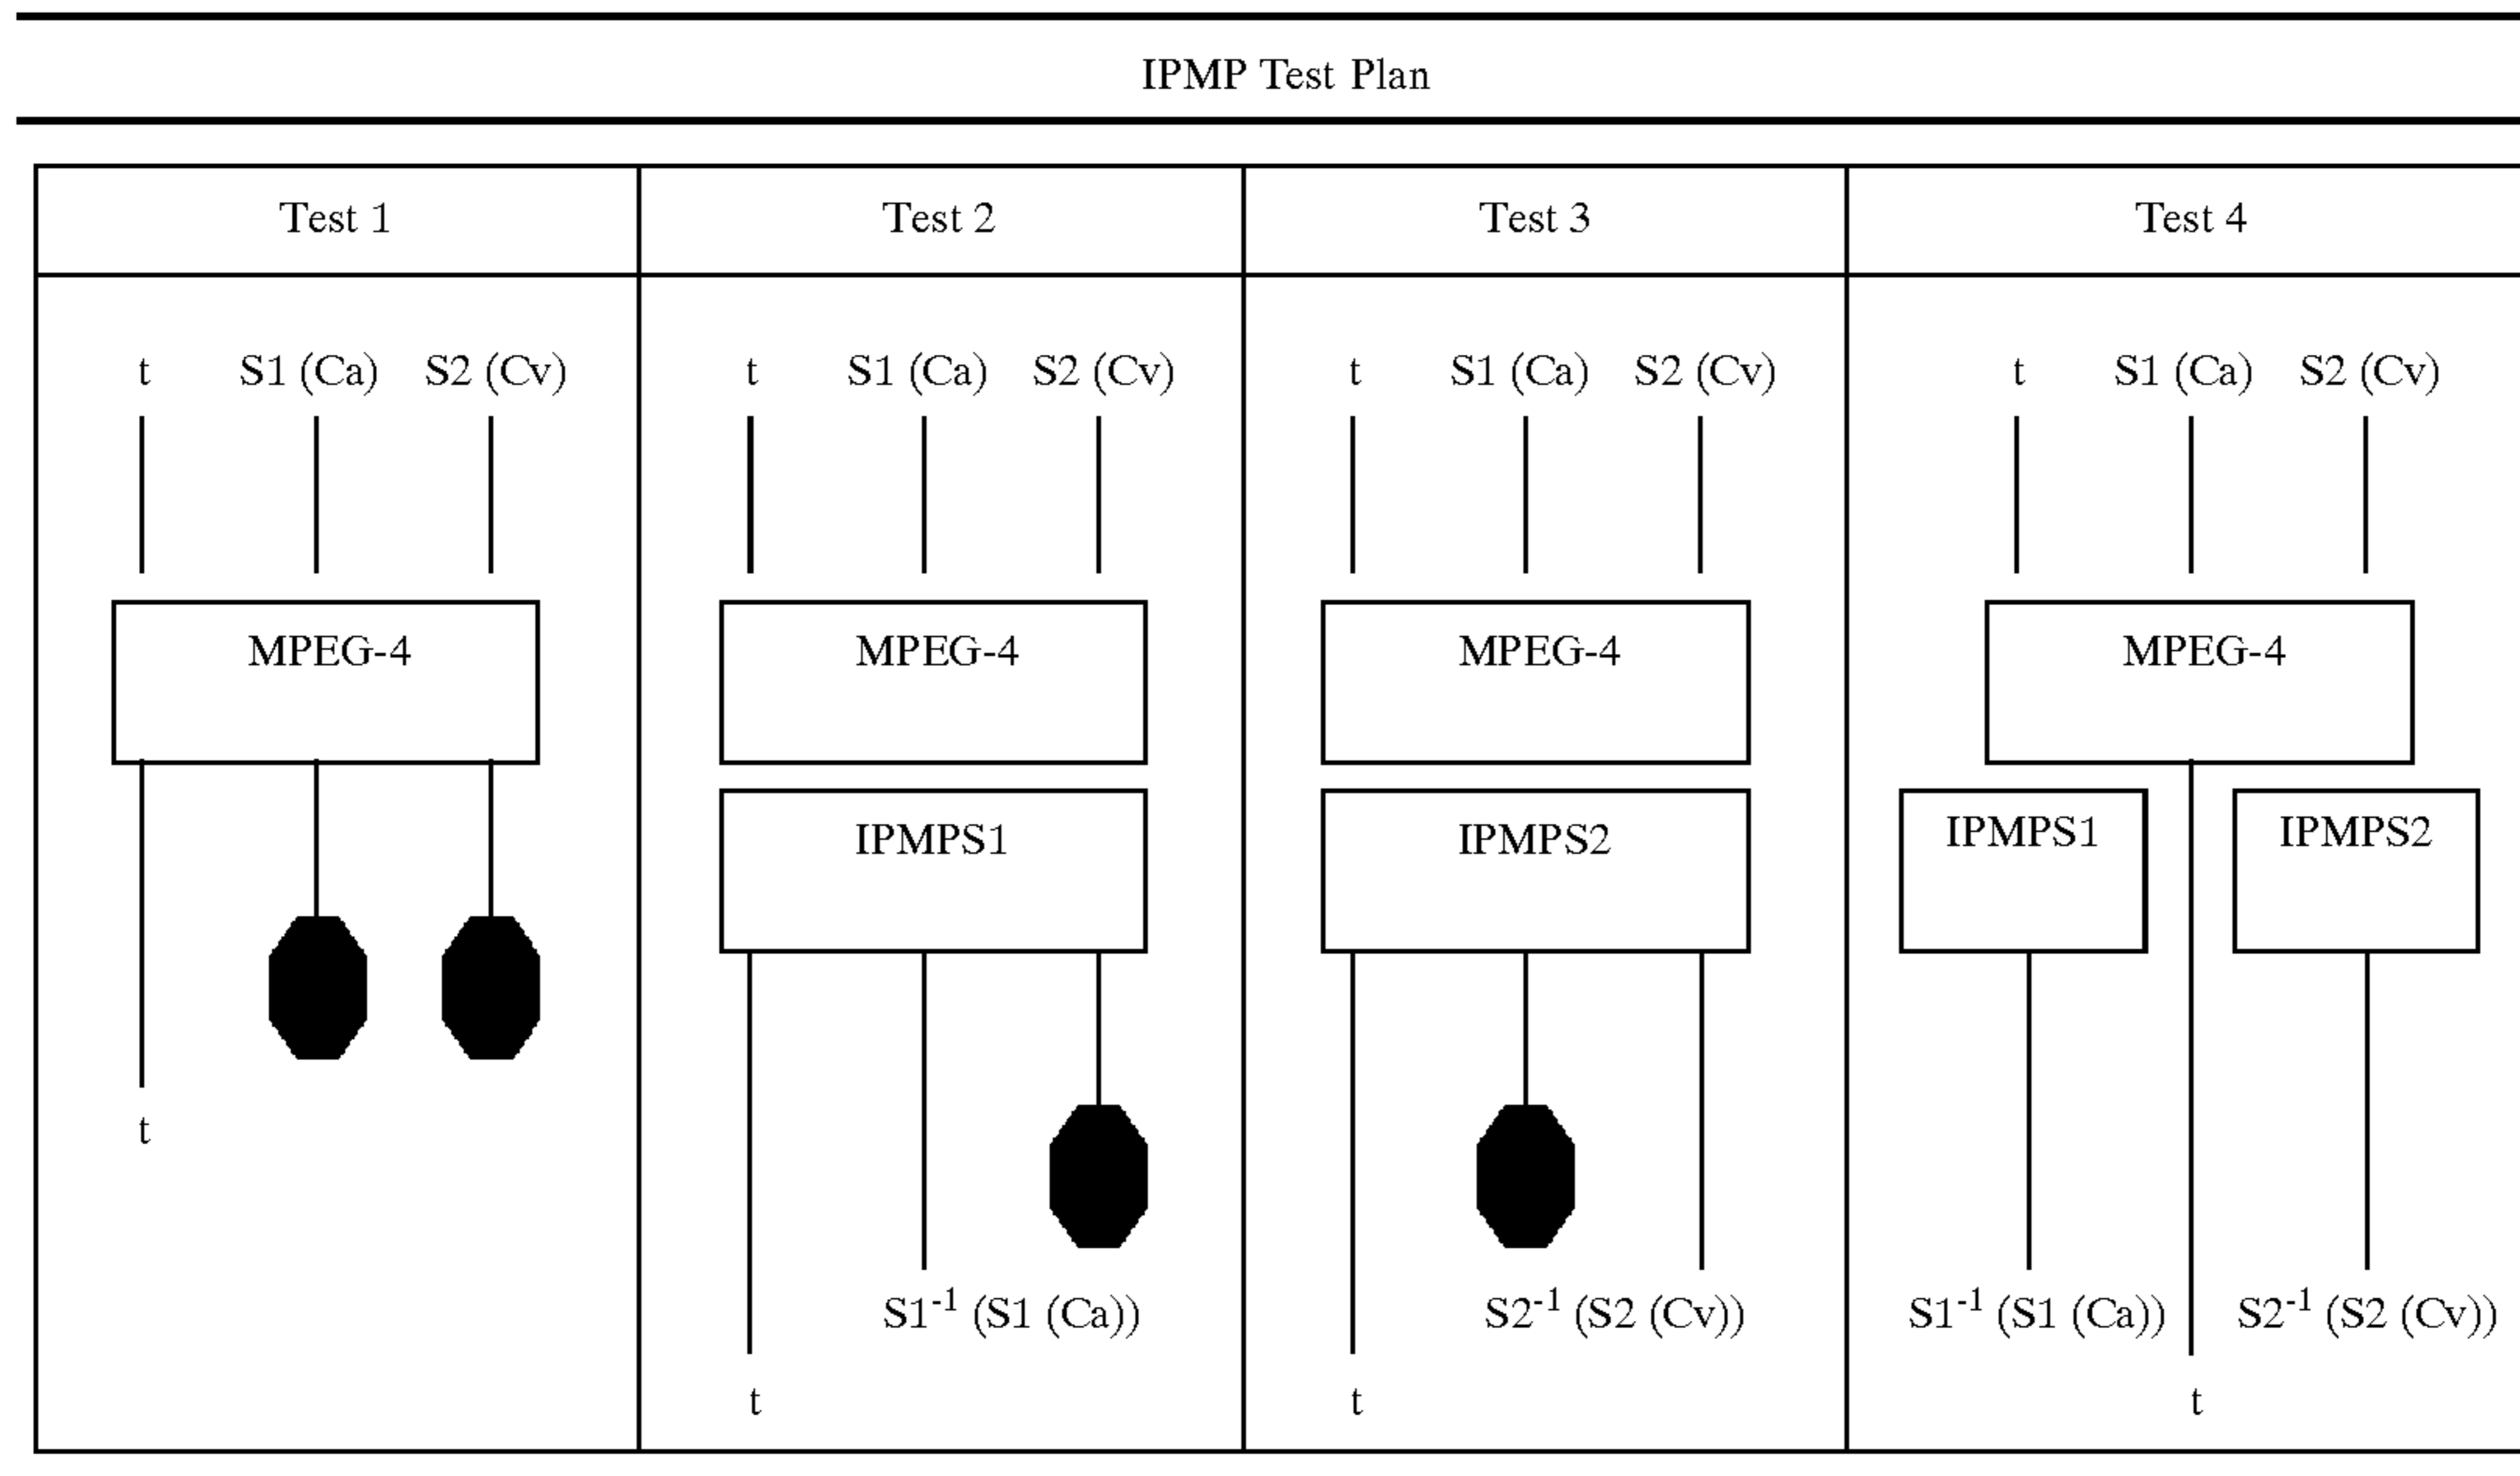 IPMP Test Plan
Test 1 Test 2 Test 3 Test 4
t S1 (Ca) S2 (Cv) t S1 (Ca) S2 (Cv) t S1 (Ca) S2 (Cv) t S1 (Ca) S2 (Cv)
MPEG-4 MPEG-4 MPEG-4 MPEG-4
IPMPS1 IPMPS2 IPMPS1 IPMPS2
t
S1⁻¹ (S1 (Ca)) S2⁻¹ (S2 (Cv)) S1⁻¹ (S1 (Ca)) S2⁻¹ (S2 (Cv))
t t t